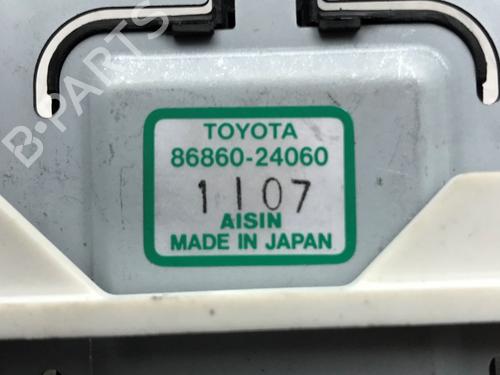 B-PARTS
TOYOTA
86860-24060
1107
AISIN
MADE IN JAPAN